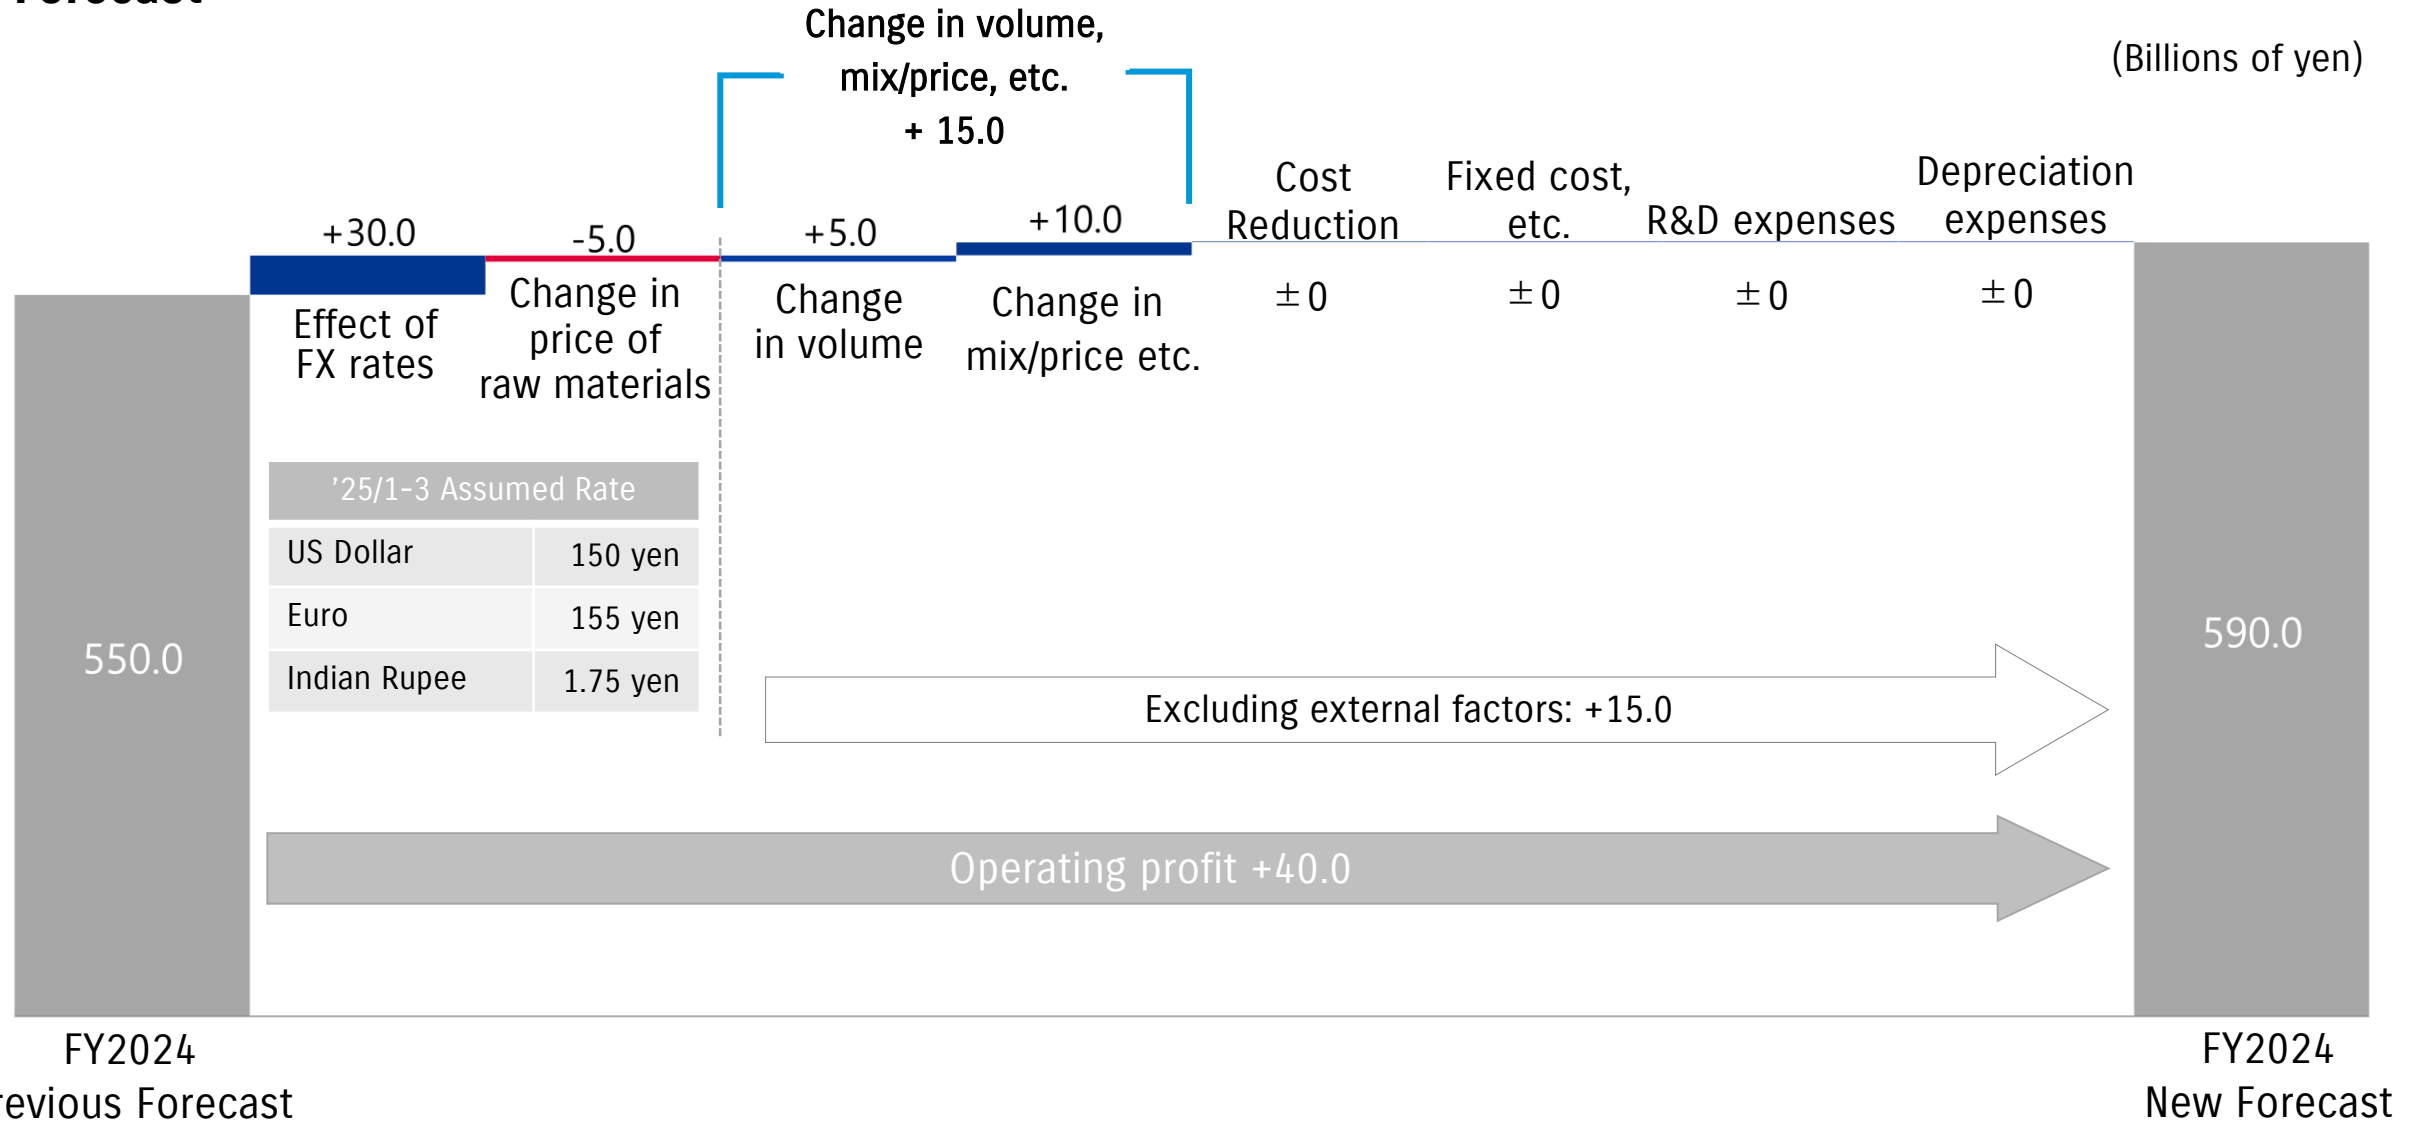 Change in volume,
mix/price, etc.
+ 15.0
(Billions of yen)
+30.0
-5.0
+5.0
+10.0
Cost
Reduction
Fixed cost,
etc.
R&D expenses
Depreciation
expenses
Effect of
FX rates
Change in
price of
raw materials
Change
in volume
Change in
mix/price etc.
±0
±0
±0
±0
’25/1-3 Assumed Rate
US Dollar 150 yen
Euro 155 yen
Indian Rupee 1.75 yen
550.0
590.0
Excluding external factors: +15.0
Operating profit +40.0
FY2024
revious Forecast
FY2024
New Forecast